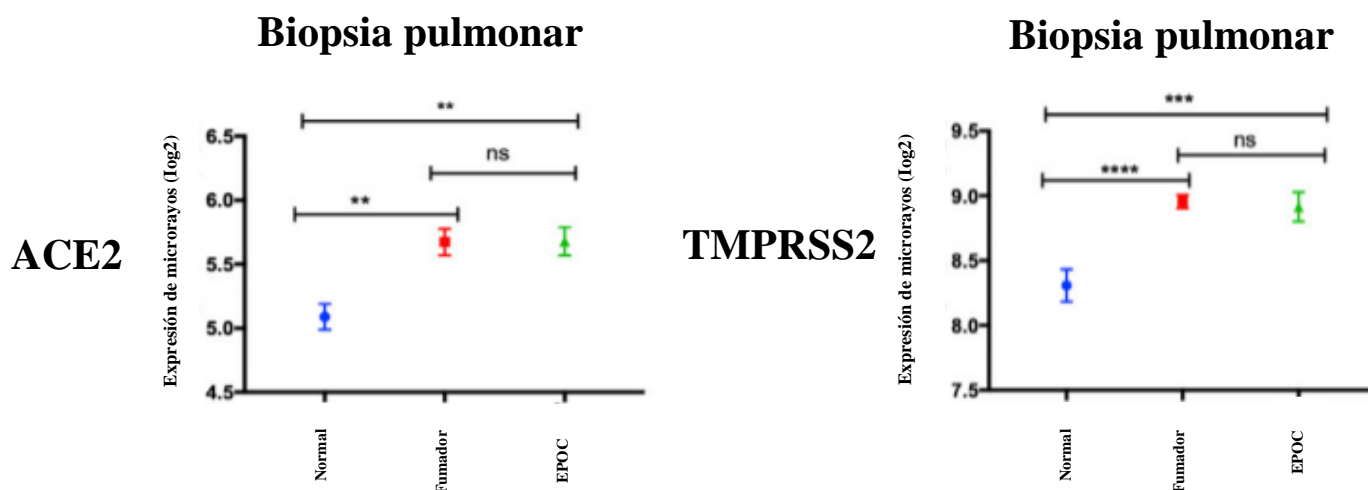 Biopsia pulmonar
ACE2
Expresión de microrayos (log2)
6.5
6.0
5.5
5.0
4.5
**
ns
**
Normal
Fumador
EPOC
Biopsia pulmonar
TMPRSS2
Expresión de microrayos (log2)
9.5
9.0
8.5
8.0
7.5
***
ns
****
Normal
Fumador
EPOC